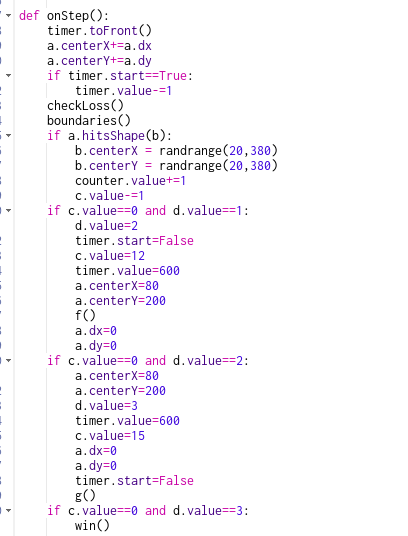 def onStep():
    timer.toFront()
    a.centerX+=a.dx
    a.centerY+=a.dy
    if timer.start==True:
        timer.value-=1
    checkLoss()
    boundaries()
    if a.hitsShape(b):
        b.centerX = randrange(20,380)
        b.centerY = randrange(20,380)
        counter.value+=1
        c.value-=1
    if c.value==0 and d.value==1:
        d.value=2
        timer.start=False
        c.value=12
        timer.value=600
        a.centerX=80
        a.centerY=200
        f()
        a.dx=0
        a.dy=0
    if c.value==0 and d.value==2:
        a.centerX=80
        a.centerY=200
        d.value=3
        timer.value=600
        c.value=15
        a.dx=0
        a.dy=0
        timer.start=False
        g()
    if c.value==0 and d.value==3:
        win()